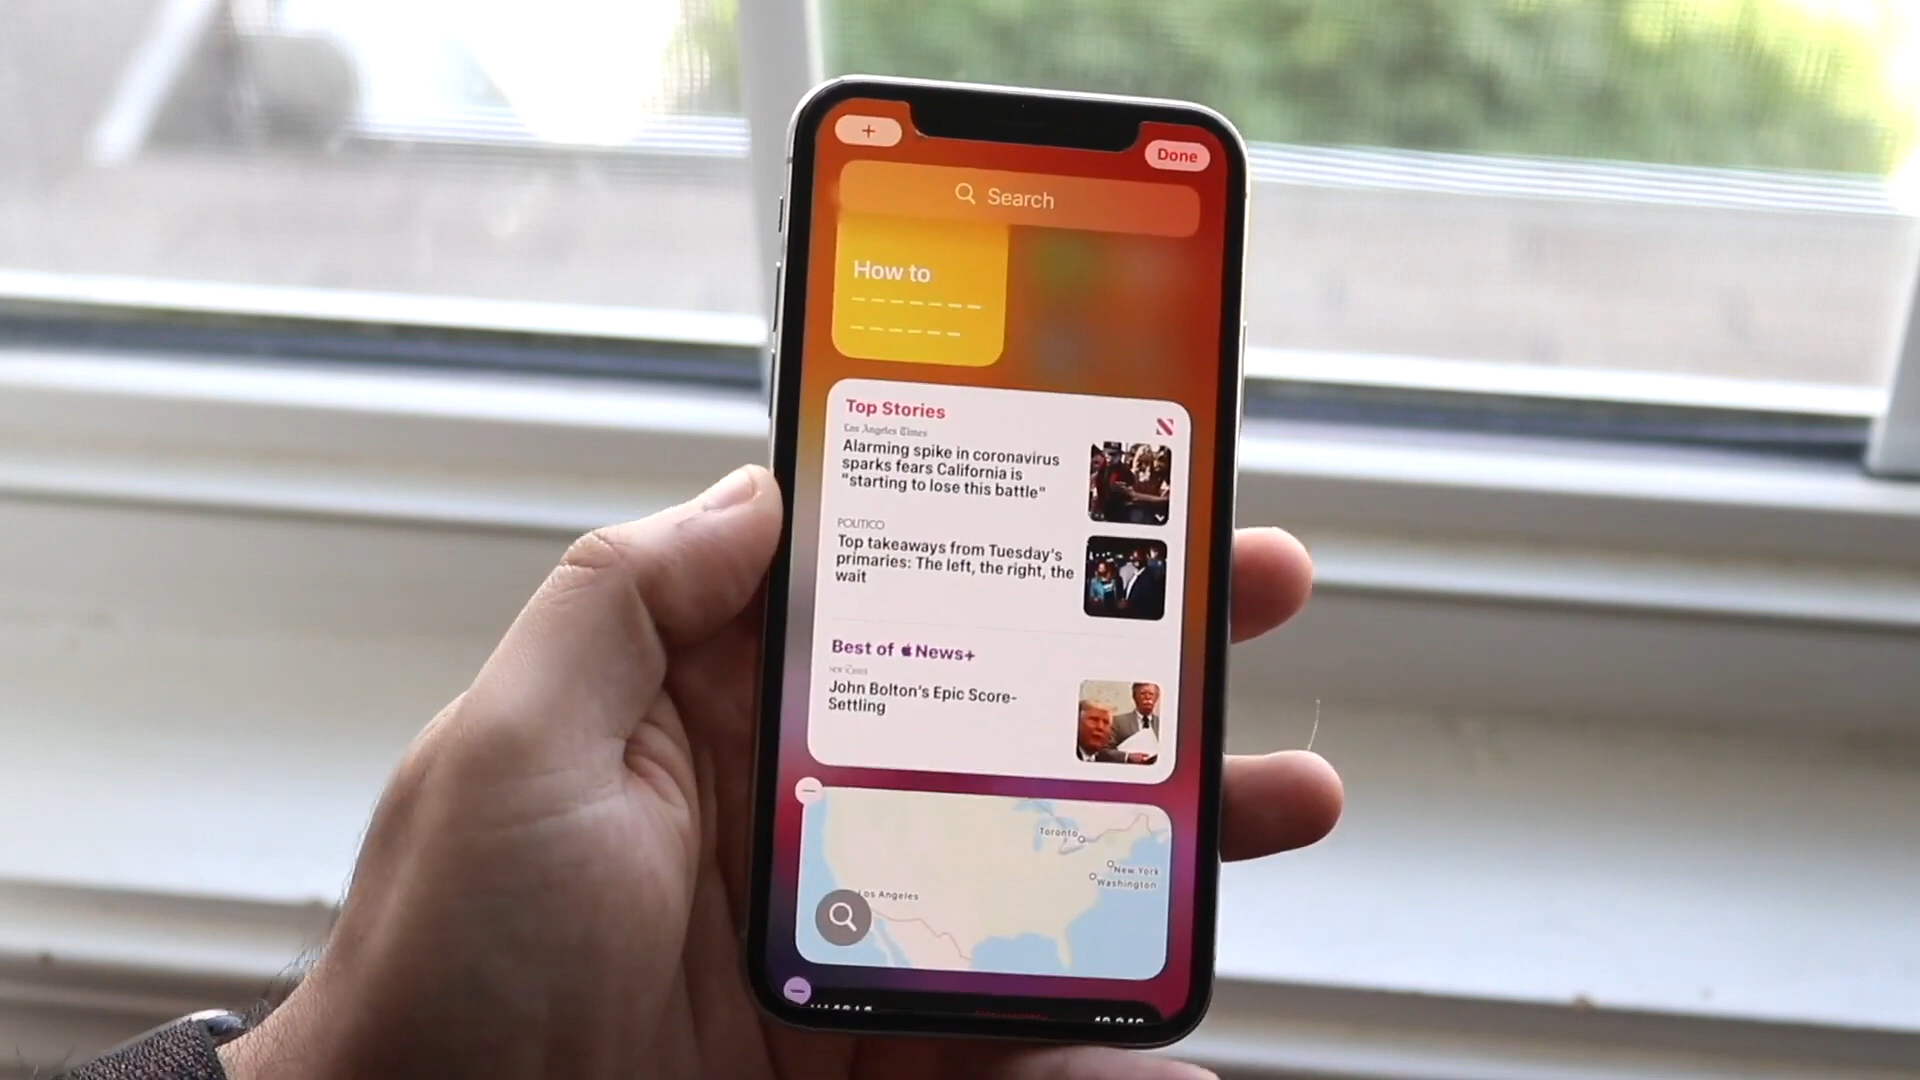 +
Done
Search
How to
Top Stories
Los Angeles Times
Alarming spike in coronavirus
sparks fears California is
"starting to lose this battle"
POLITICO
Top takeaways from Tuesday's
primaries: The left, the right, the
wait
Best of News+
John Bolton's Epic Score-
Settling
Toronto
New York
Washington
Los Angeles